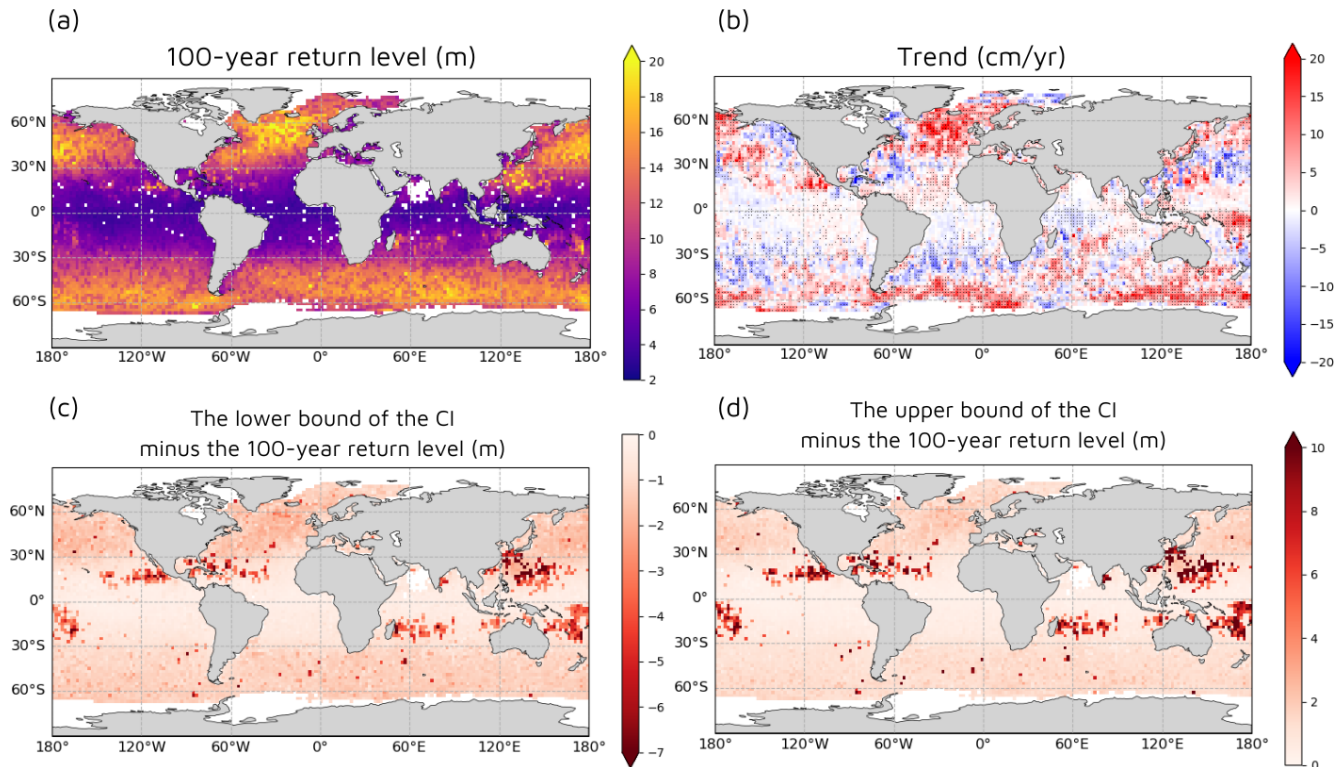 (a)
100-year return level (m)
60°N
30°N
0°
30°S
60°S
180°
120°W
60°W
0°
60°E
120°E
180°
20
18
16
14
12
10
8
6
4
2
(b)
Trend (cm/yr)
60°N
30°N
0°
30°S
60°S
180°
120°W
60°W
0°
60°E
120°E
180°
20
15
10
5
0
−5
−10
−15
−20
(c)
The lower bound of the CI
minus the 100-year return level (m)
60°N
30°N
0°
30°S
60°S
180°
120°W
60°W
0°
60°E
120°E
180°
0
−1
−2
−3
−4
−5
−6
−7
(d)
The upper bound of the CI
minus the 100-year return level (m)
60°N
30°N
0°
30°S
60°S
180°
120°W
60°W
0°
60°E
120°E
180°
10
8
6
4
2
0